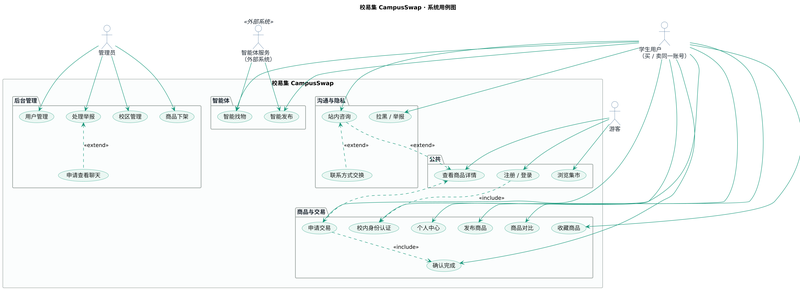 校易集 CampusSwap · 系统用例图
«外部系统»
管理员
智能体服务
（外部系统）
学生用户
（买 / 卖同一账号）
校易集 CampusSwap
后台管理
用户管理
处理举报
校区管理
商品下架
«extend»
申请查看聊天
智能体
智能找物
智能发布
沟通与隐私
站内咨询
拉黑 / 举报
«extend»
«extend»
联系方式交换
游客
公共
查看商品详情
注册 / 登录
浏览集市
«include»
商品与交易
申请交易
校内身份认证
个人中心
发布商品
商品对比
收藏商品
«include»
确认完成